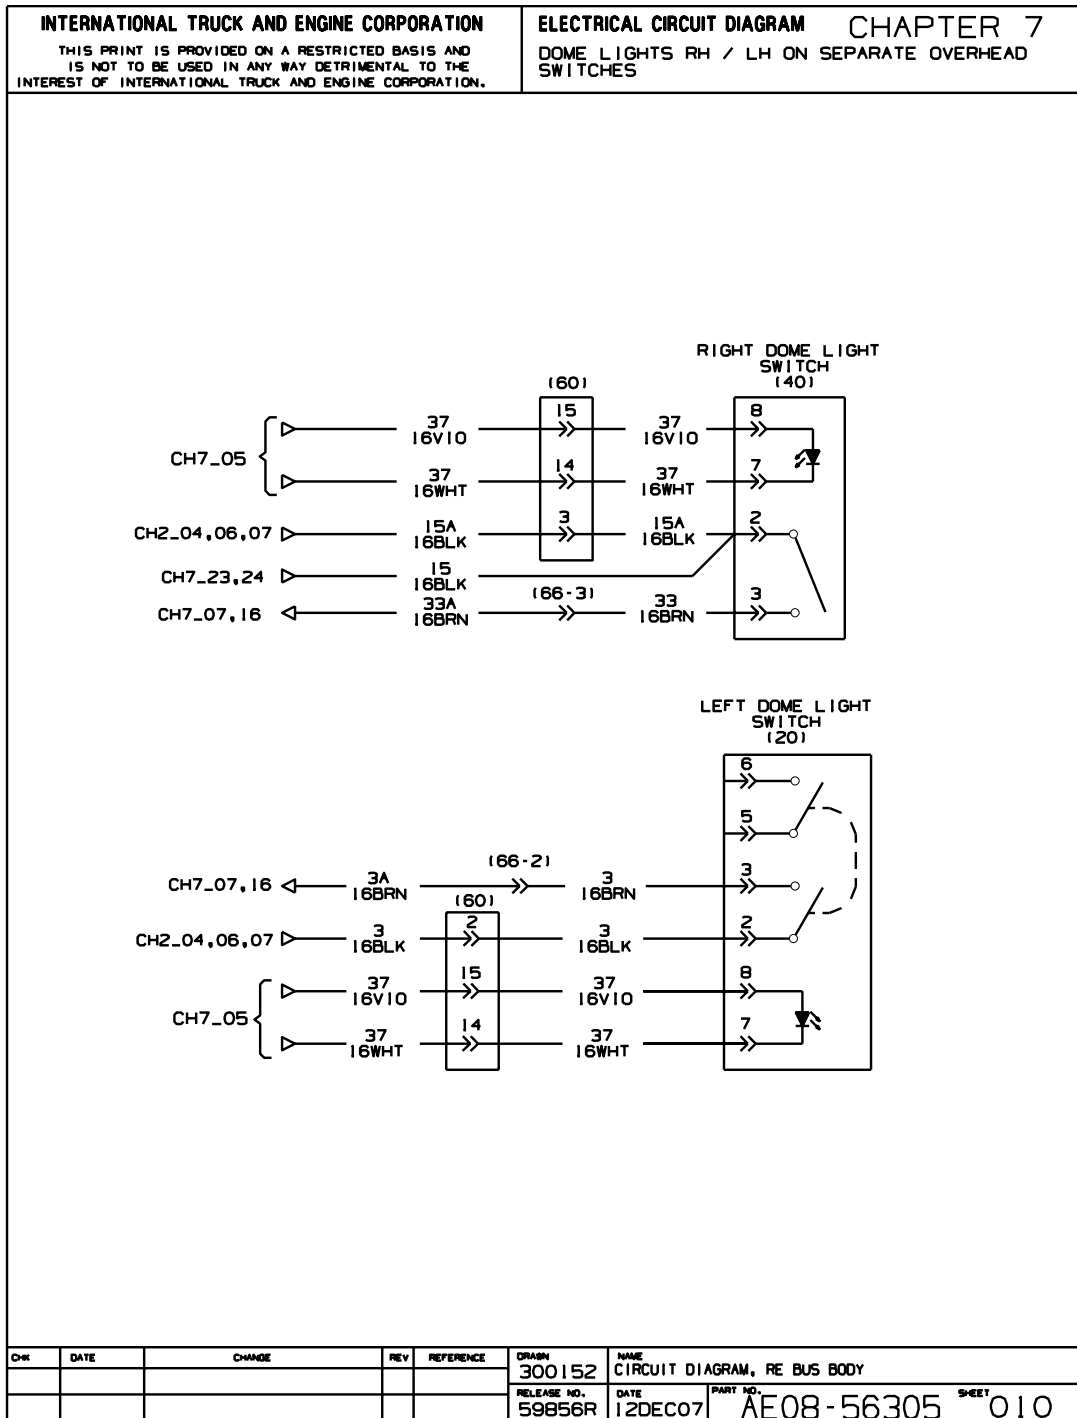 INTERNATIONAL TRUCK AND ENGINE CORPORATION
THIS PRINT IS PROVIDED ON A RESTRICTED BASIS AND
IS NOT TO BE USED IN ANY WAY DETRIMENTAL TO THE
INTEREST OF INTERNATIONAL TRUCK AND ENGINE CORPORATION.
ELECTRICAL CIRCUIT DIAGRAM CHAPTER 7
DOME LIGHTS RH / LH ON SEPARATE OVERHEAD
SWITCHES
RIGHT DOME LIGHT
SWITCH
(40)
(60)
CH7_05
37
16VIO
15
37
16VIO
8
37
16WHT
14
37
16WHT
7
CH2_04,06,07
15A
16BLK
3
15A
16BLK
2
CH7_23,24
15
16BLK
CH7_07,16
33A
16BRN
(66-3)
33
16BRN
3
LEFT DOME LIGHT
SWITCH
(20)
6
5
CH7_07,16
3A
16BRN
(66-2)
3
16BRN
3
(60)
CH2_04,06,07
3
16BLK
2
3
16BLK
2
CH7_05
37
16VIO
15
37
16VIO
8
37
16WHT
14
37
16WHT
7
CHK DATE CHANGE REV REFERENCE
DRAWN
300152
NAME
CIRCUIT DIAGRAM, RE BUS BODY
RELEASE NO.
59856R
DATE
12DEC07
PART NO.
AE08-56305
SHEET
010